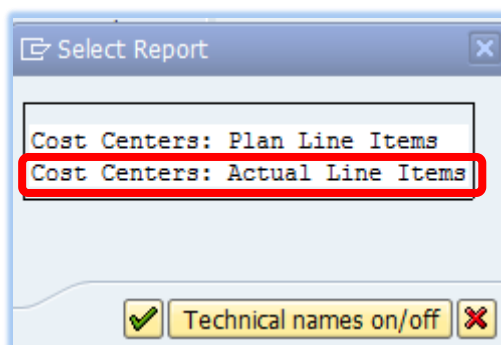 Select Report
Cost Centers: Plan Line Items
Cost Centers: Actual Line Items
Technical names on/off